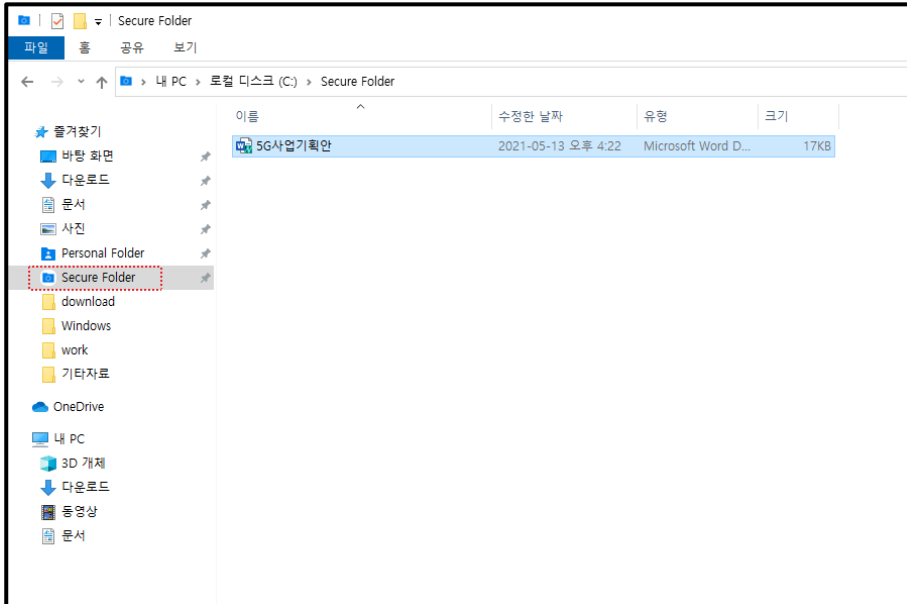 Secure Folder
파일 홈 공유 보기
내 PC 로컬 디스크 (C:) Secure Folder
이름 수정한 날짜 유형 크기
5G사업기획안 2021-05-13 오후 4:22 Microsoft Word D... 17KB
즐겨찾기
바탕 화면
다운로드
문서
사진
Personal Folder
Secure Folder
download
Windows
work
기타자료
OneDrive
내 PC
3D 개체
다운로드
동영상
문서